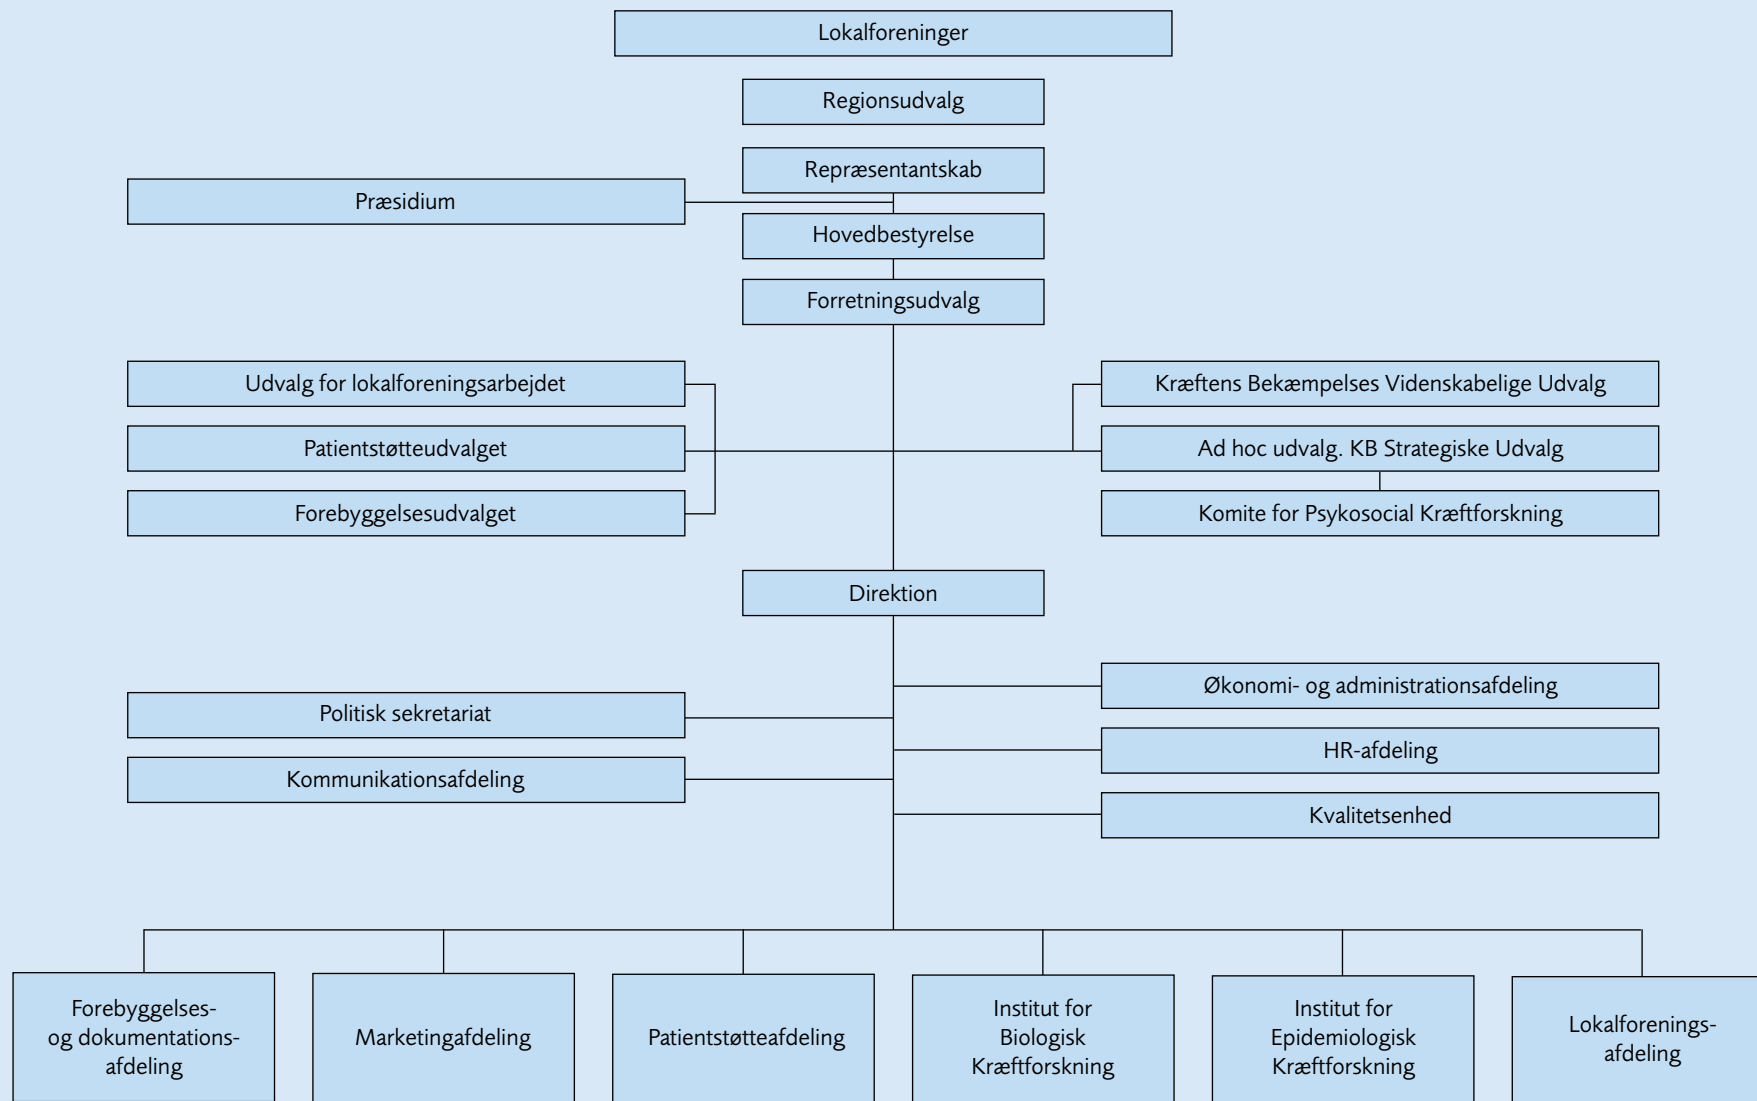 Lokalforeninger
Regionsudvalg
Repræsentantskab
Præsidium
Hovedbestyrelse
Forretningsudvalg
Udvalg for lokalforeningsarbejdet
Kræftens Bekæmpelses Videnskabelige Udvalg
Patientstøtteudvalget
Ad hoc udvalg. KB Strategiske Udvalg
Forebyggelsesudvalget
Komite for Psykosocial Kræftforskning
Direktion
Økonomi- og administrationsafdeling
Politisk sekretariat
HR-afdeling
Kommunikationsafdeling
Kvalitetsenhed
Forebyggelses-
og dokumentations-
afdeling
Marketingafdeling
Patientstøtteafdeling
Institut for
Biologisk
Kræftforskning
Institut for
Epidemiologisk
Kræftforskning
Lokalforenings-
afdeling